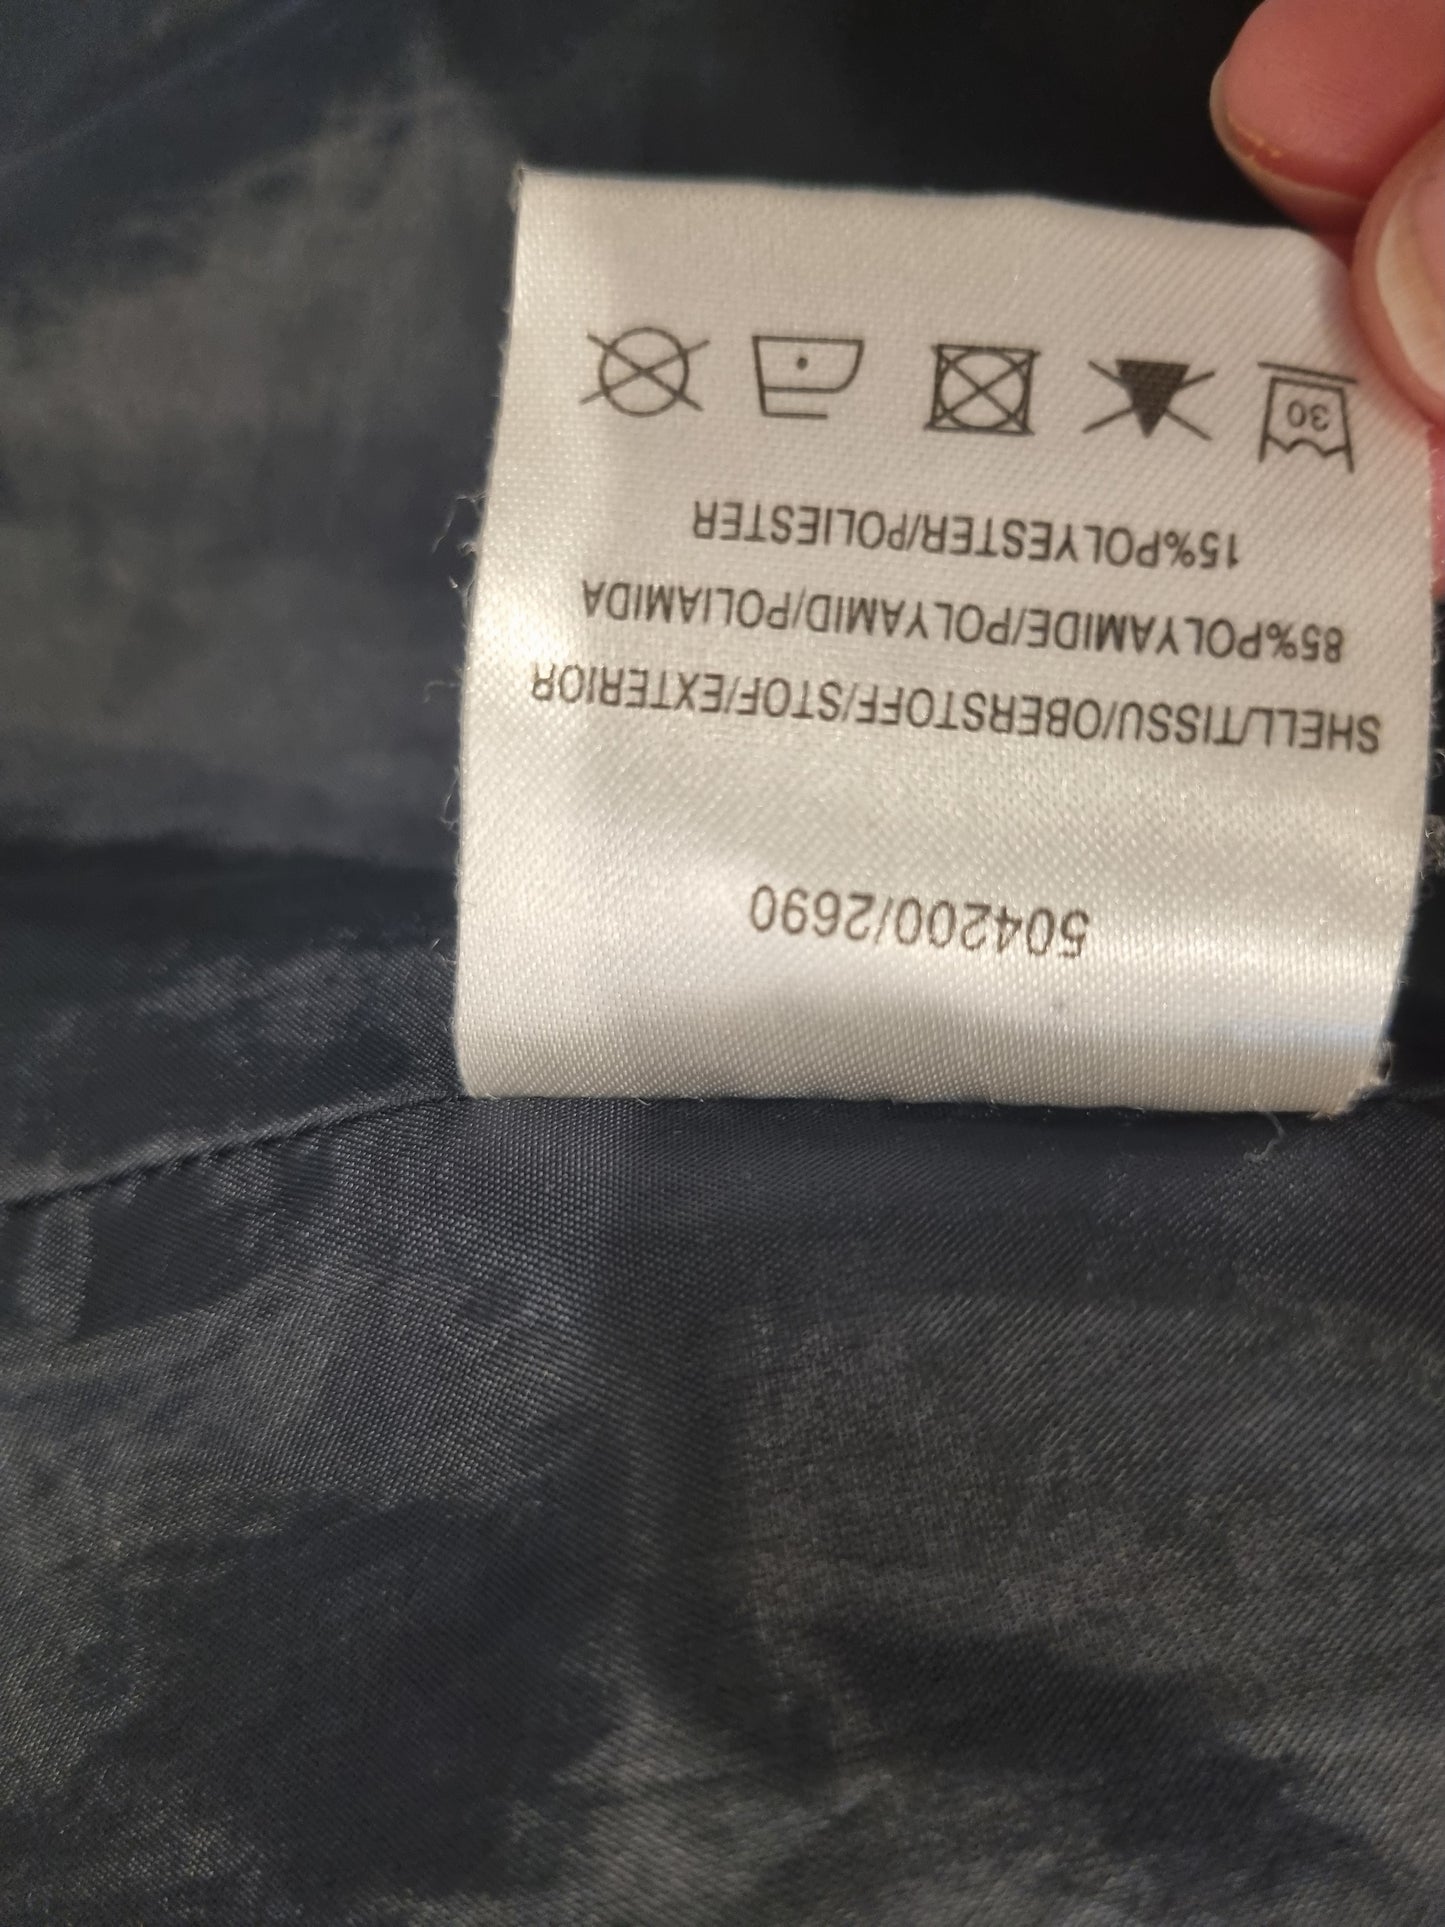 504200/2690
SHELL/TISSU/OBERSTOFF/STOF/EXTERIOR
85%POLYAMIDE/POLYAMID/POLIAMIDA
15%POLYESTER/POLIESTER
30